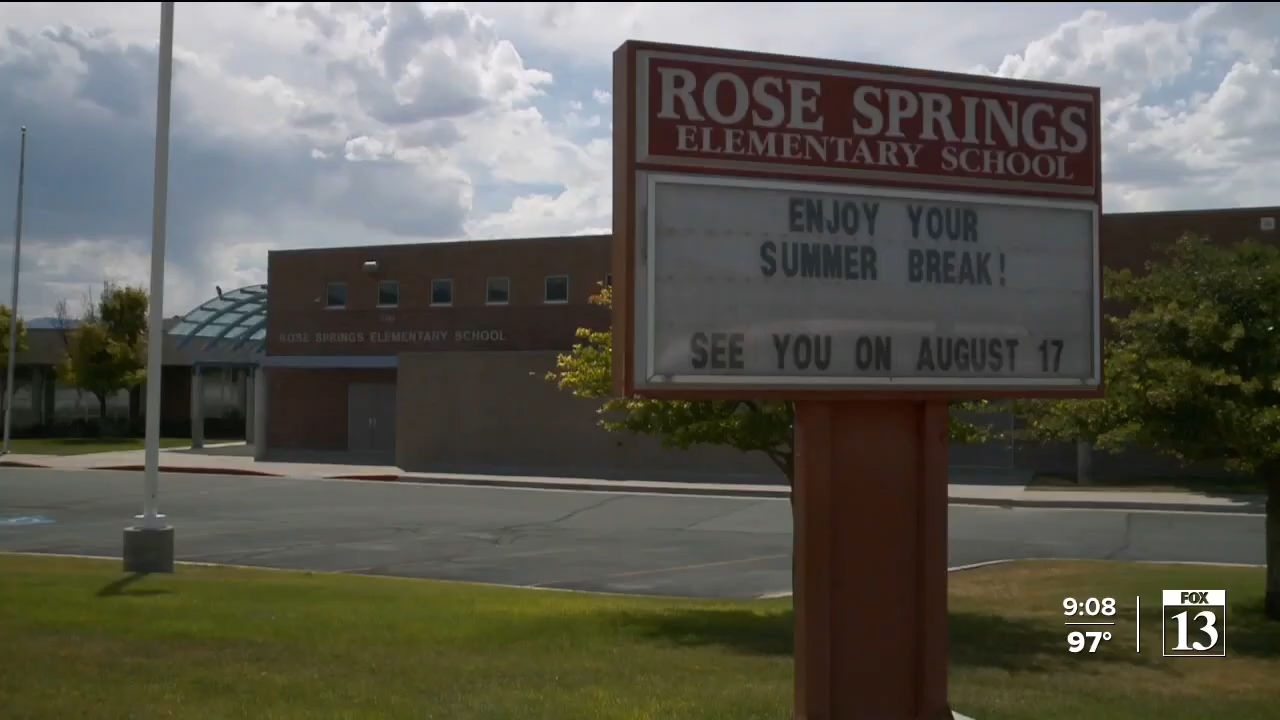 ROSE SPRINGS
ELEMENTARY SCHOOL
ENJOY YOUR
SUMMER BREAK!
SEE YOU ON AUGUST 17
ROSE SPRINGS ELEMENTARY SCHOOL
9:08
97°
FOX
13